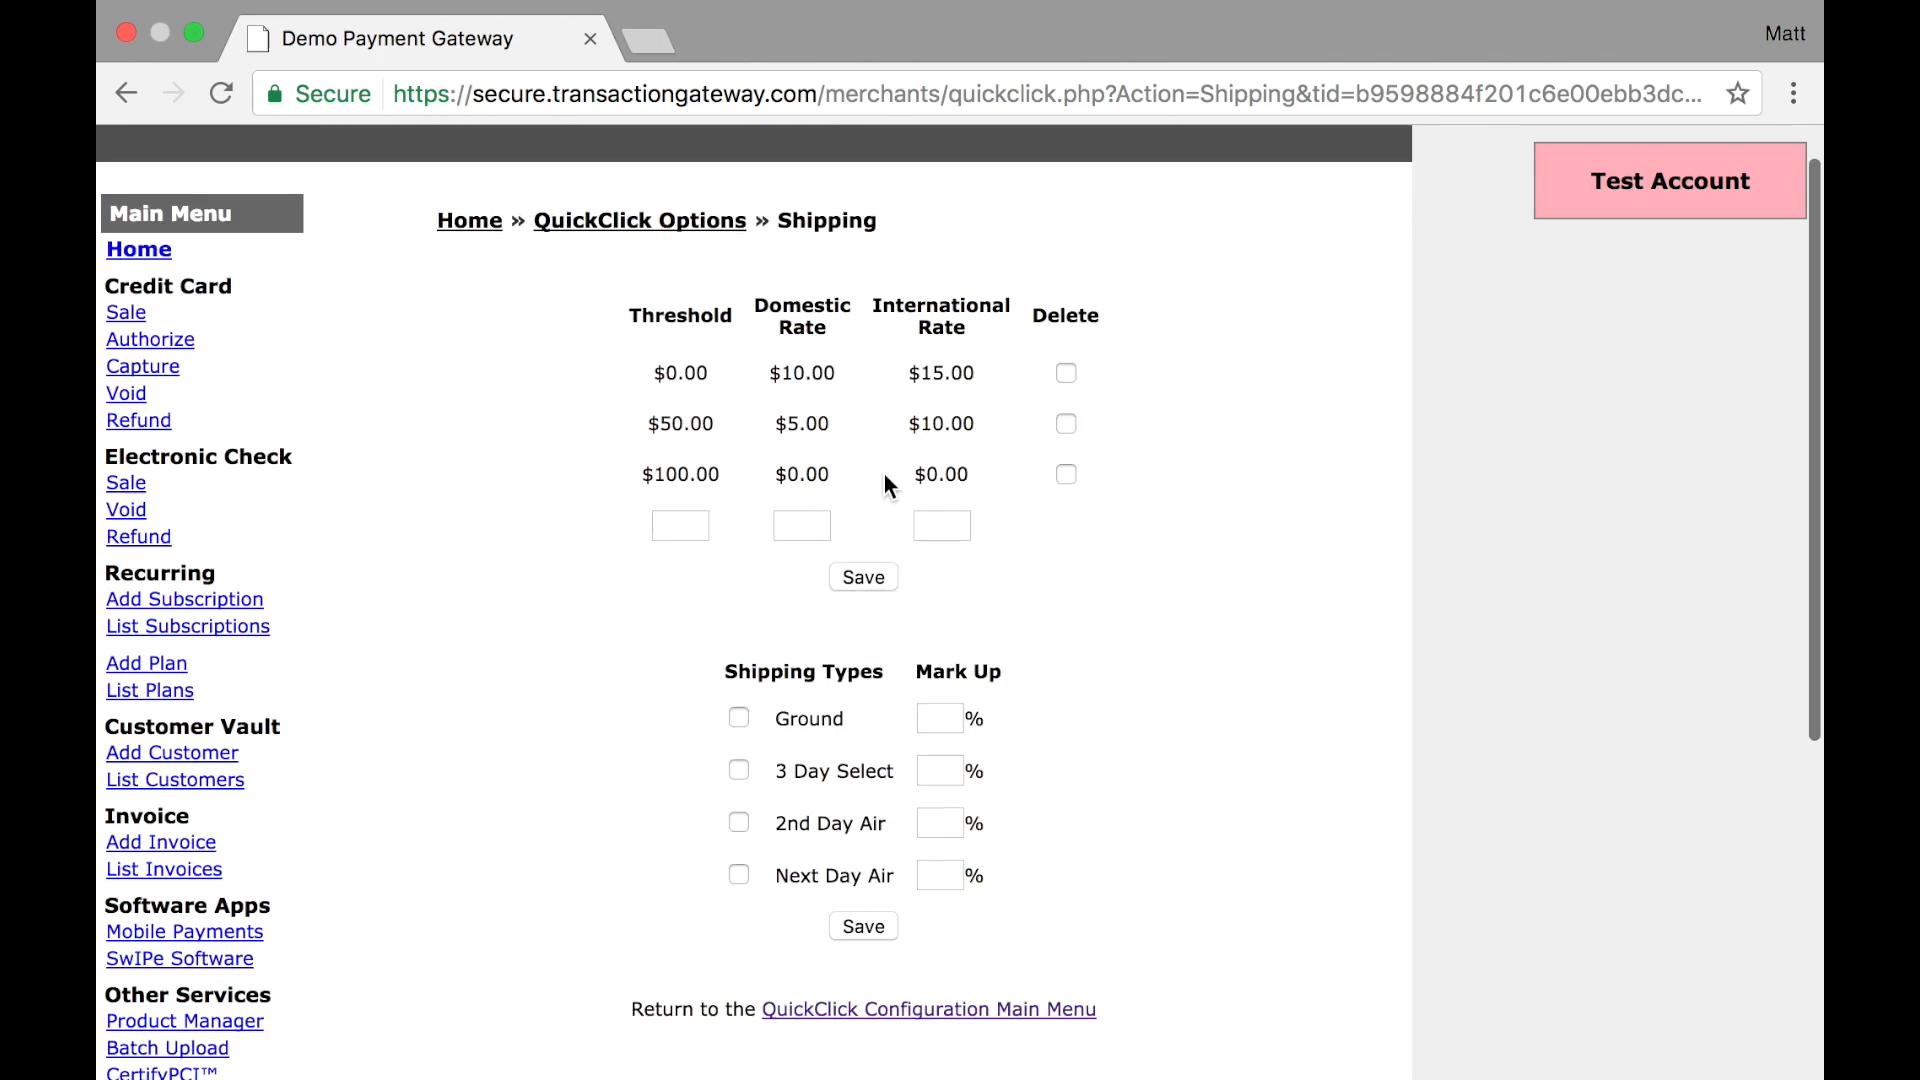 Demo Payment Gateway
Matt
Secure https://secure.transactiongateway.com/merchants/quickclick.php?Action=Shipping&tid=b9598884f201c6e00ebb3dc...
Test Account
Main Menu
Home
Credit Card
Sale
Authorize
Capture
Void
Refund
Electronic Check
Sale
Void
Refund
Recurring
Add Subscription
List Subscriptions
Add Plan
List Plans
Customer Vault
Add Customer
List Customers
Invoice
Add Invoice
List Invoices
Software Apps
Mobile Payments
SwIPe Software
Other Services
Product Manager
Batch Upload
CertifyPCI™
Home » QuickClick Options » Shipping
Threshold Domestic Rate International Rate Delete
$0.00 $10.00 $15.00
$50.00 $5.00 $10.00
$100.00 $0.00 $0.00
Save
Shipping Types Mark Up
Ground %
3 Day Select %
2nd Day Air %
Next Day Air %
Save
Return to the QuickClick Configuration Main Menu